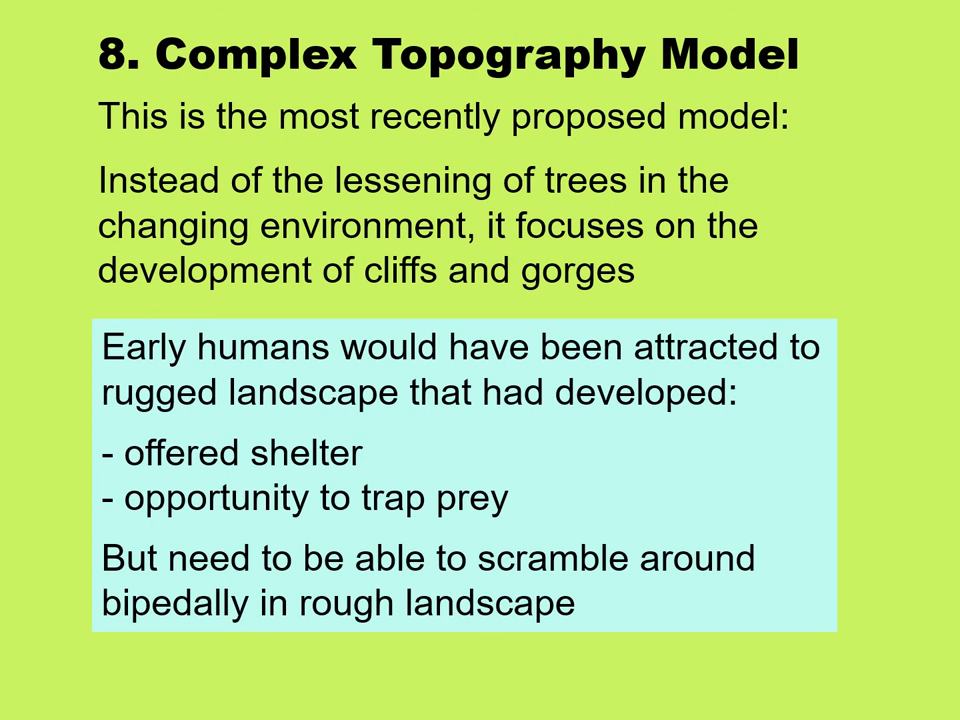 8. Complex Topography Model
This is the most recently proposed model:
Instead of the lessening of trees in the
changing environment, it focuses on the
development of cliffs and gorges
Early humans would have been attracted to
rugged landscape that had developed:
- offered shelter
- opportunity to trap prey
But need to be able to scramble around
bipedally in rough landscape